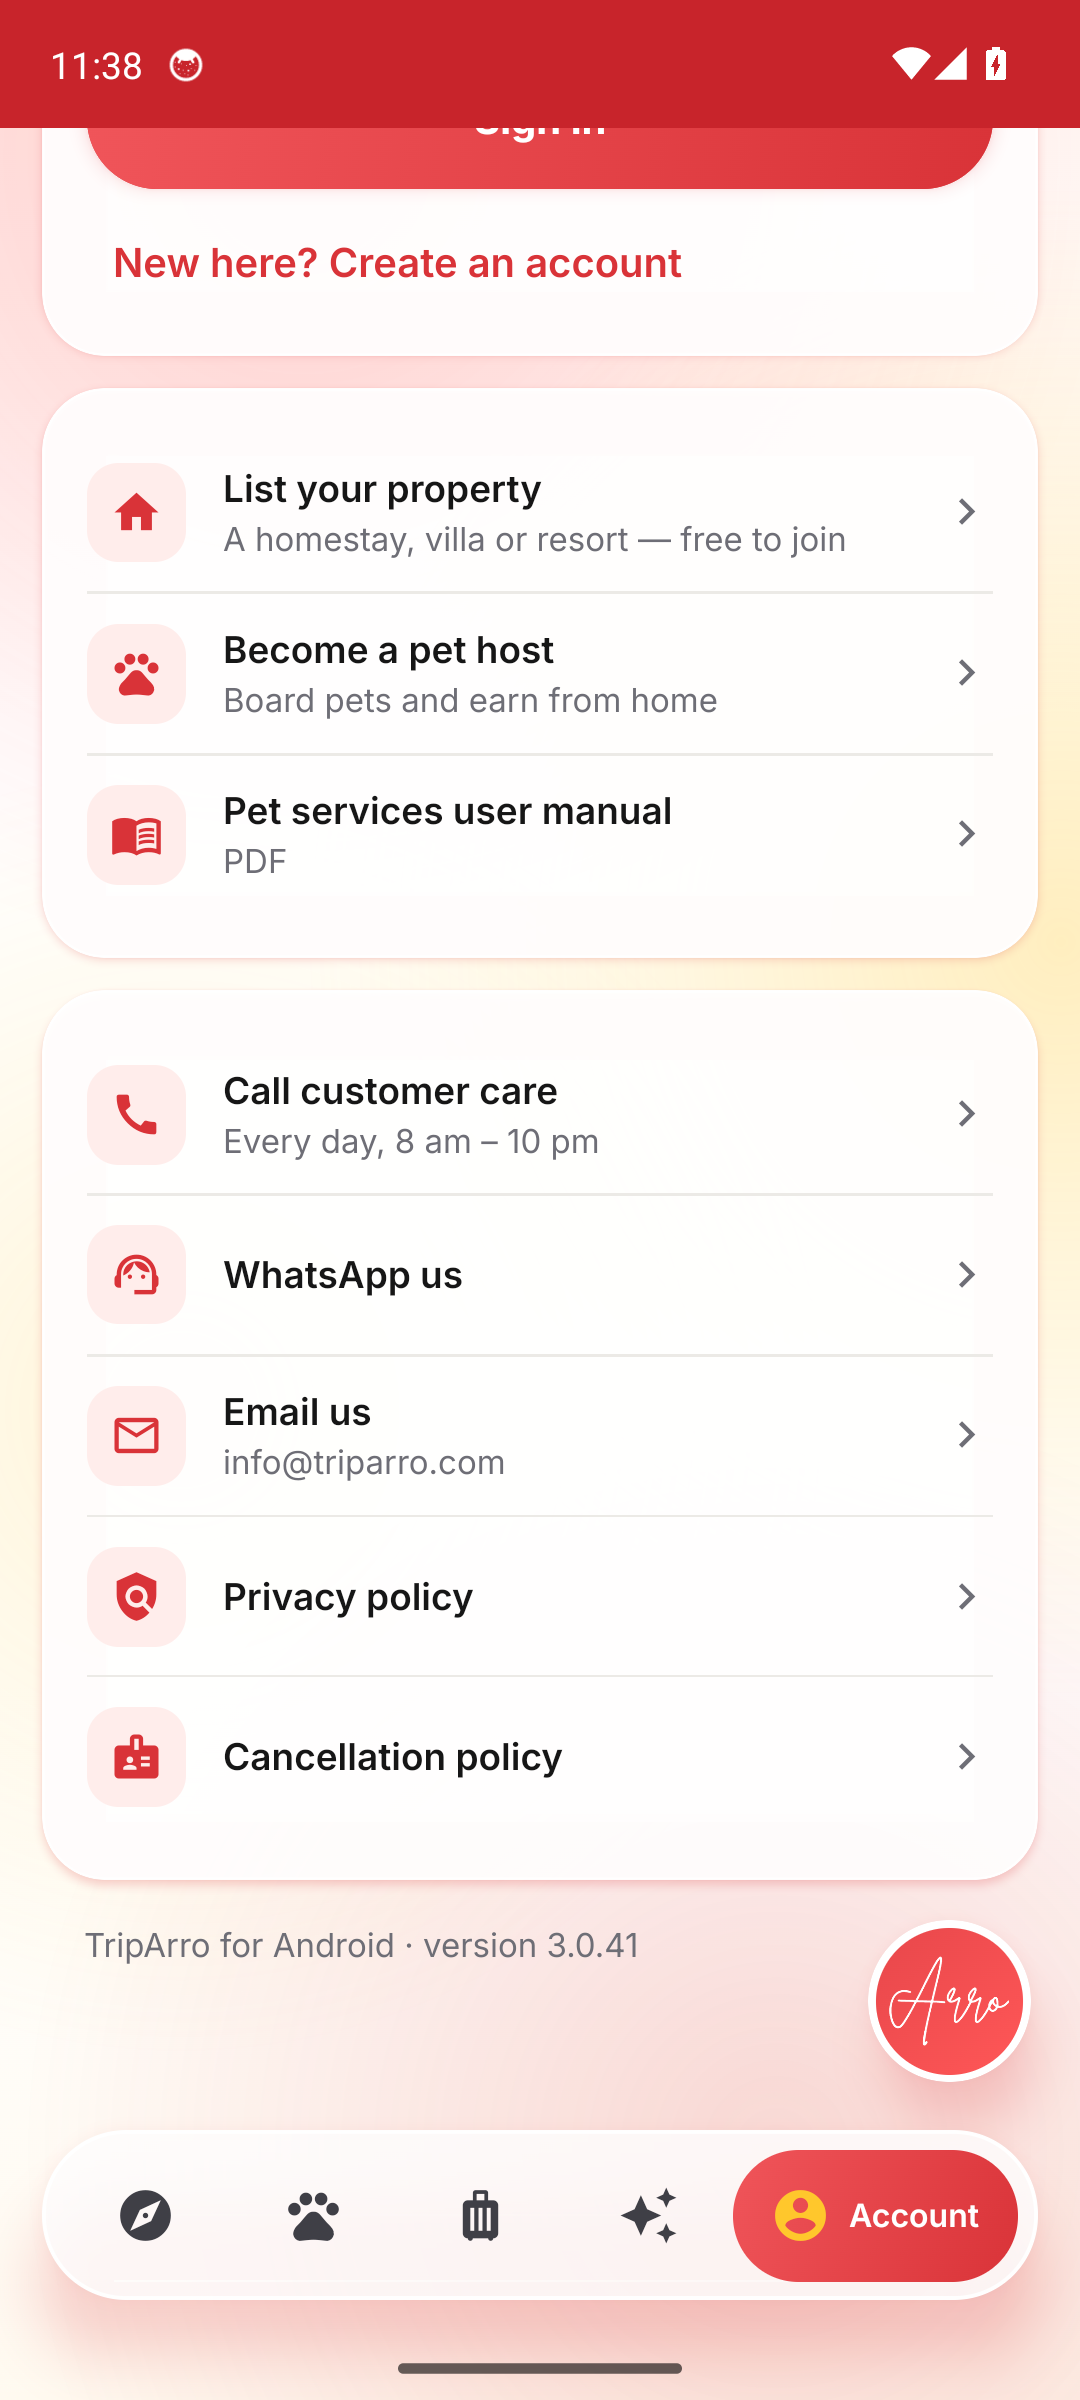 11:38
Sign in
New here? Create an account
List your property
A homestay, villa or resort — free to join
Become a pet host
Board pets and earn from home
Pet services user manual
PDF
Call customer care
Every day, 8 am – 10 pm
WhatsApp us
Email us
info@triparro.com
Privacy policy
Cancellation policy
TripArro for Android · version 3.0.41
Arro
Account